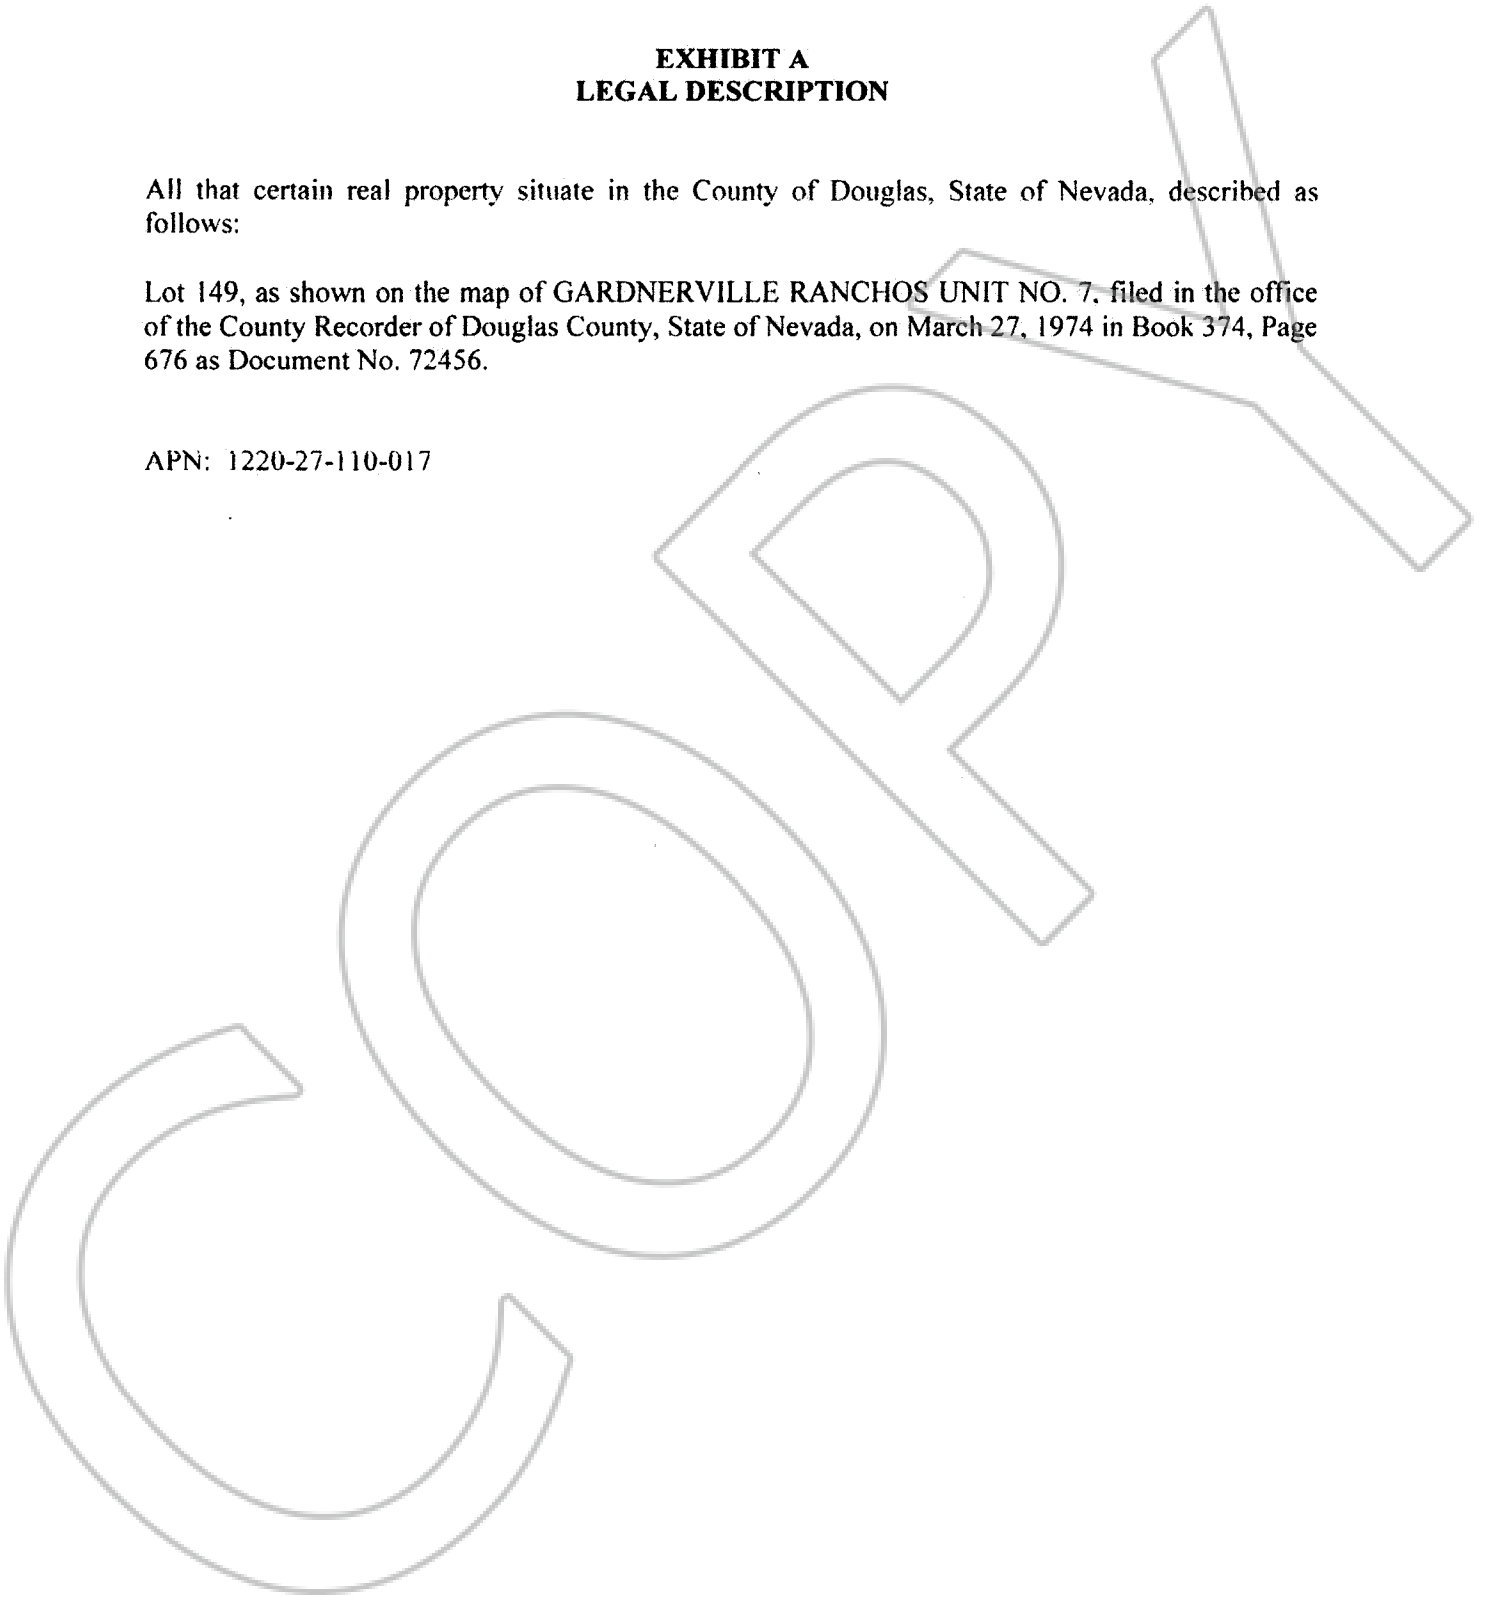 EXHIBIT A
LEGAL DESCRIPTION
All that certain real property situate in the County of Douglas, State of Nevada, described as
follows:
Lot 149, as shown on the map of GARDNERVILLE RANCHOS UNIT NO. 7, filed in the office
of the County Recorder of Douglas County, State of Nevada, on March 27, 1974 in Book 374, Page
676 as Document No. 72456.
APN: 1220-27-110-017
COPY